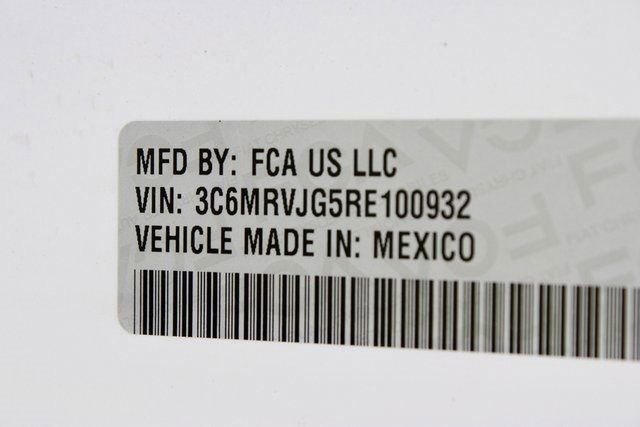 MFD BY: FCA US LLC
VIN: 3C6MRVJG5RE100932
VEHICLE MADE IN: MEXICO